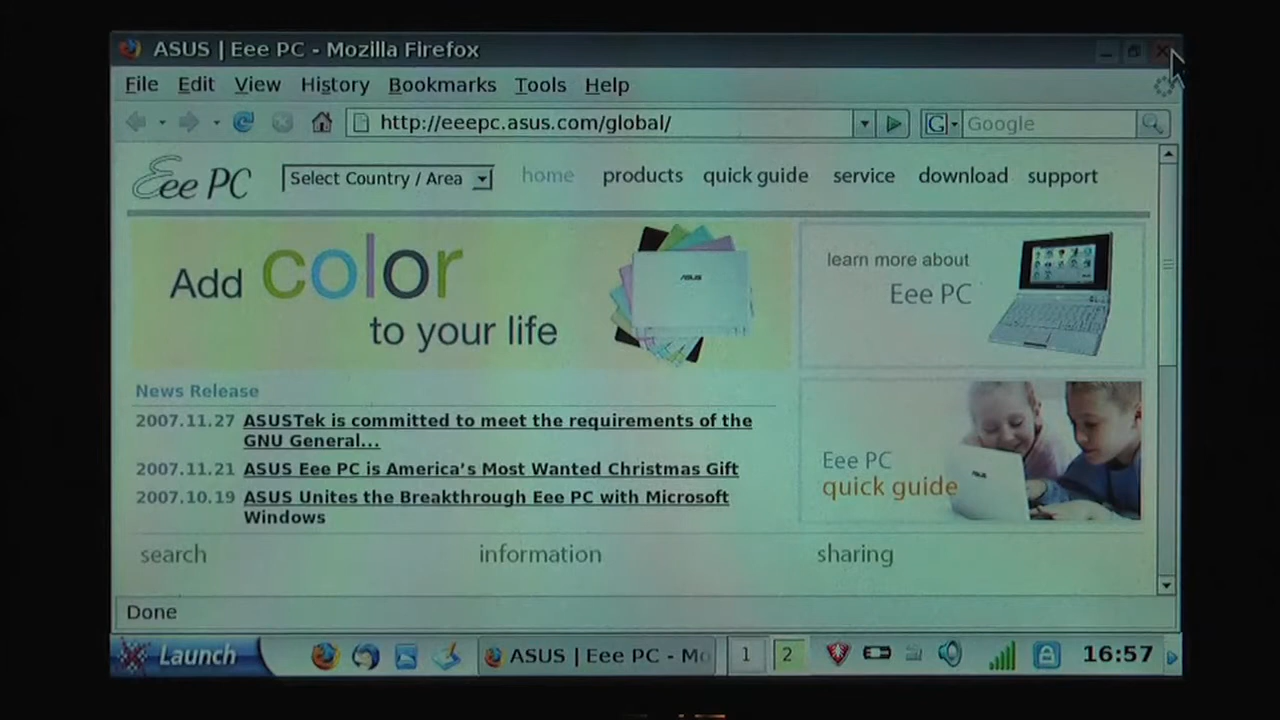 ASUS | Eee PC - Mozilla Firefox
File Edit View History Bookmarks Tools Help
http://eeepc.asus.com/global/ G Google
Eee PC Select Country / Area home products quick guide service download support
Add color
to your life
ASUS
learn more about
Eee PC
News Release
2007.11.27 ASUSTek is committed to meet the requirements of the
GNU General...
2007.11.21 ASUS Eee PC is America's Most Wanted Christmas Gift
2007.10.19 ASUS Unites the Breakthrough Eee PC with Microsoft
Windows
Eee PC
quick guide
search information sharing
Done
Launch ASUS | Eee PC - Mo 1 2 16:57